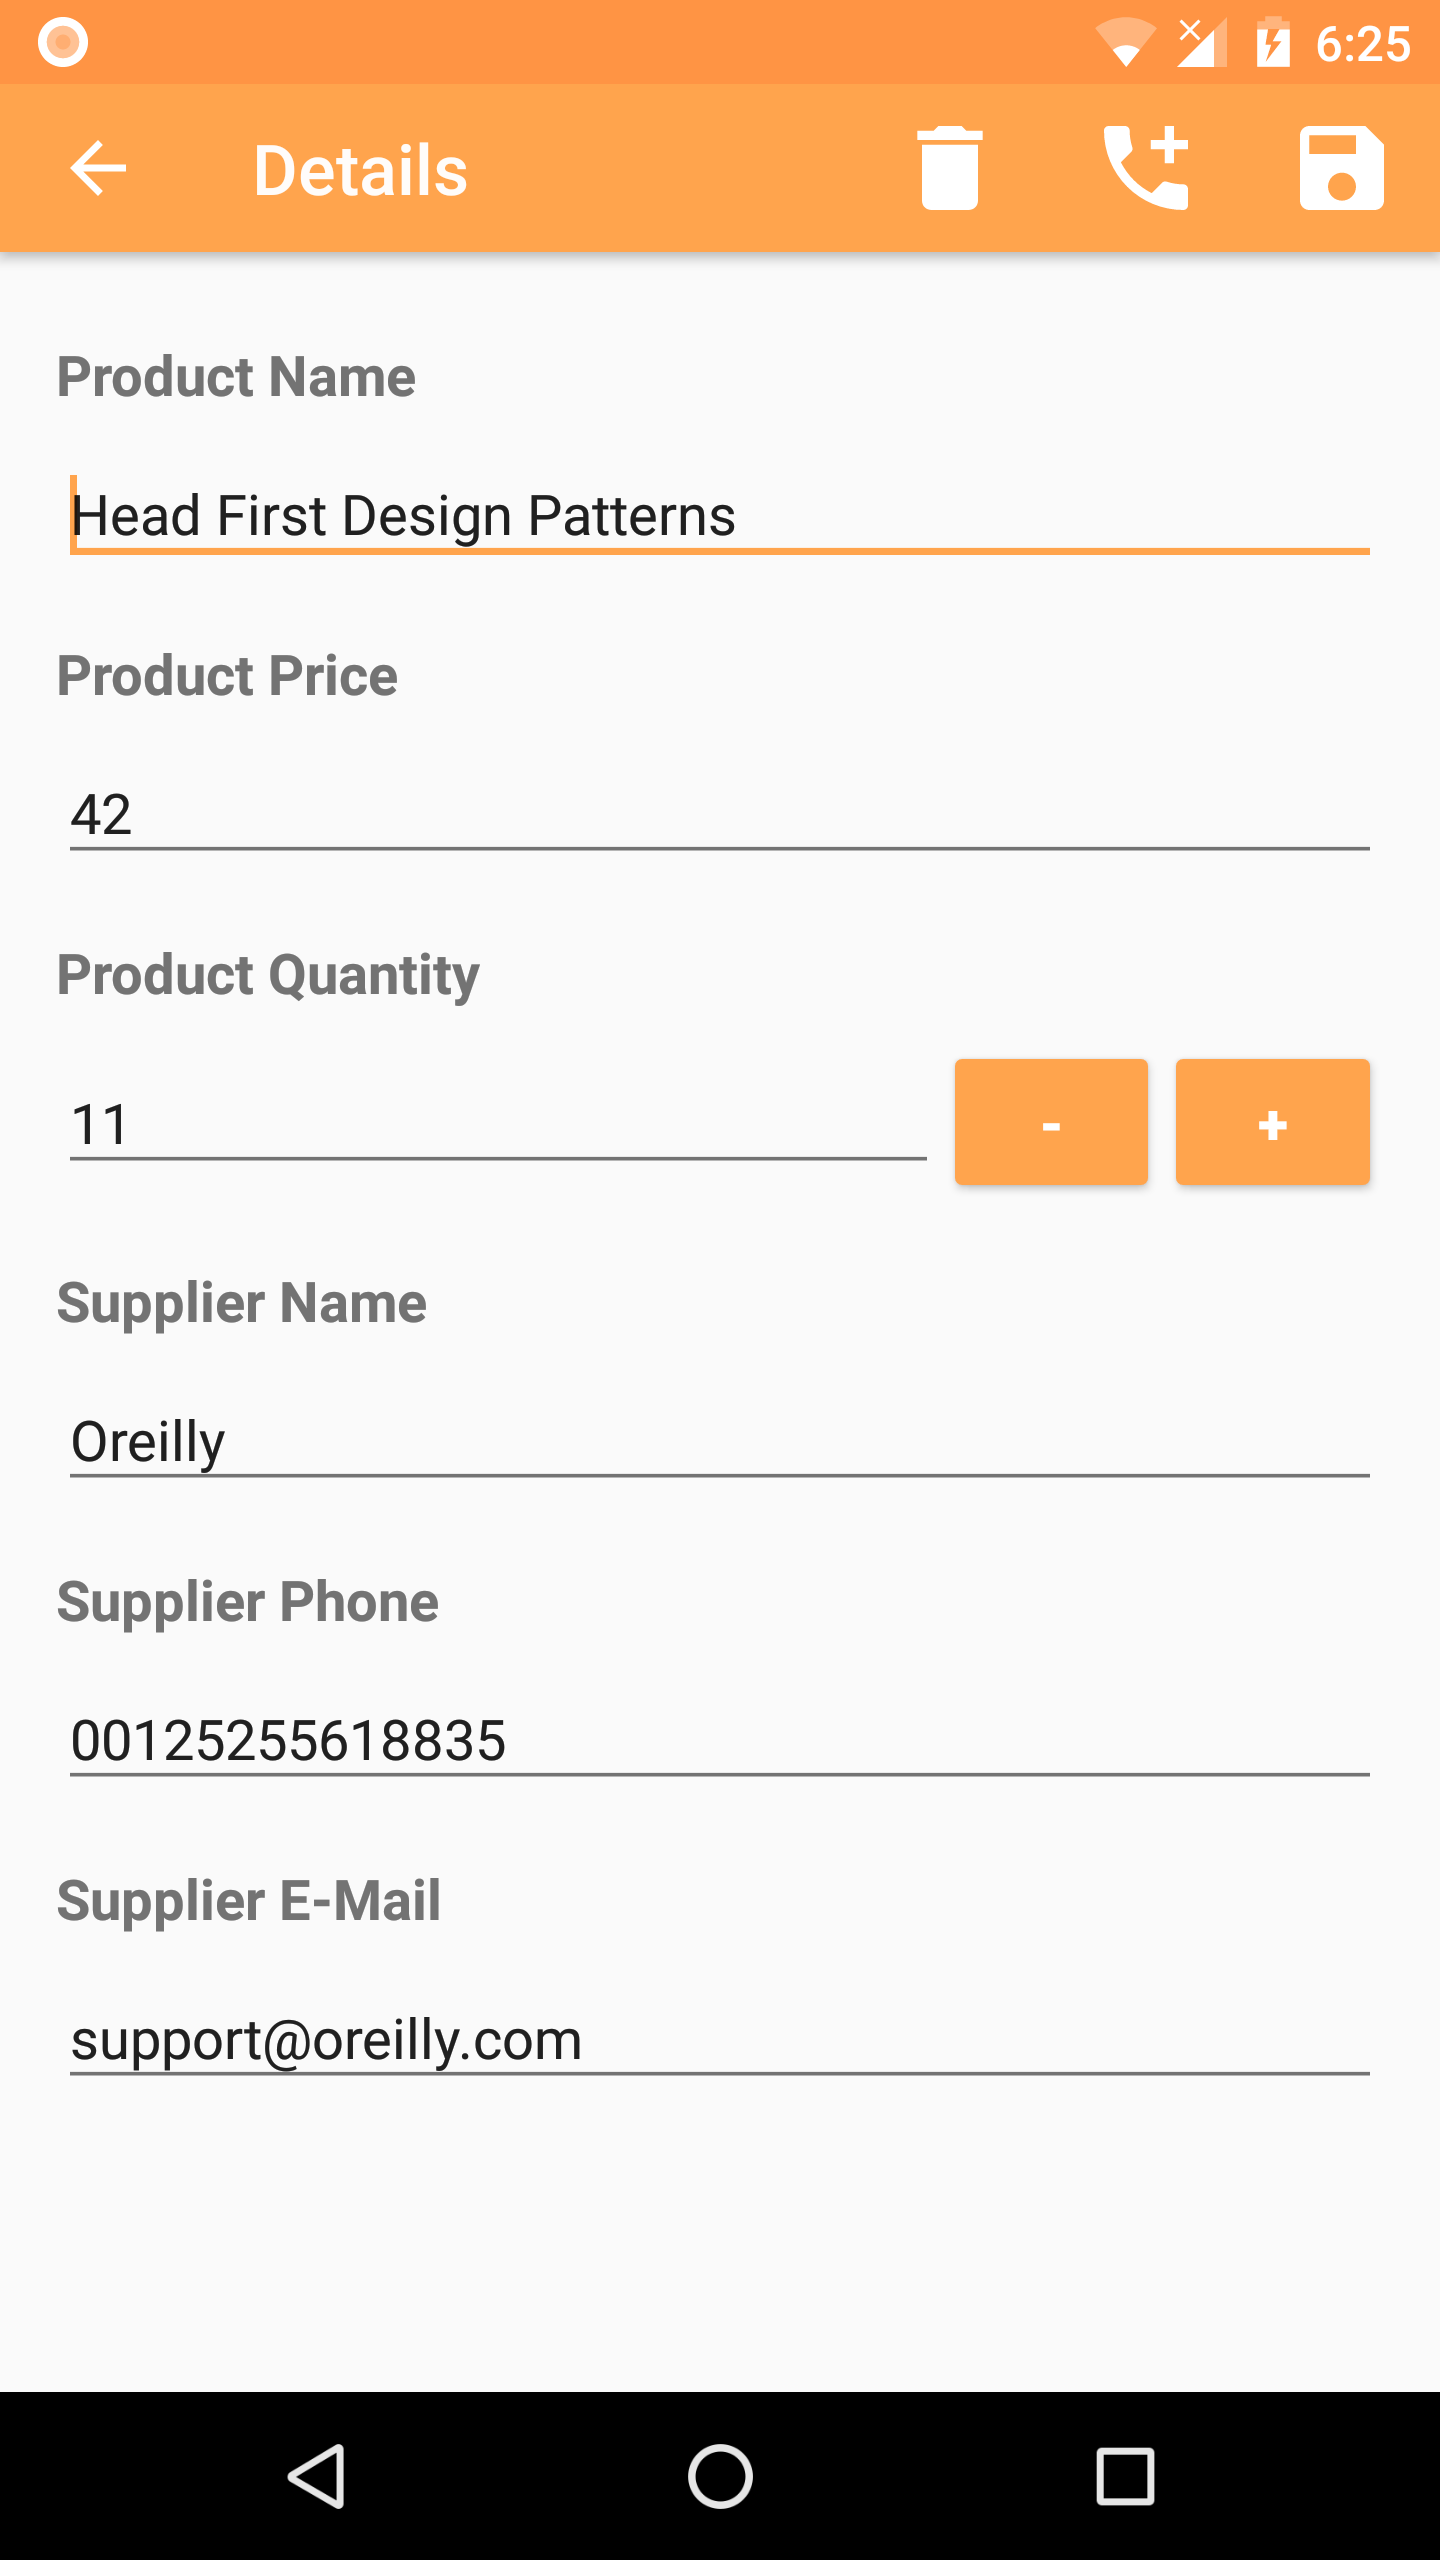 6:25
Details
Product Name
Head First Design Patterns
Product Price
42
Product Quantity
11
-
+
Supplier Name
Oreilly
Supplier Phone
00125255618835
Supplier E-Mail
support@oreilly.com